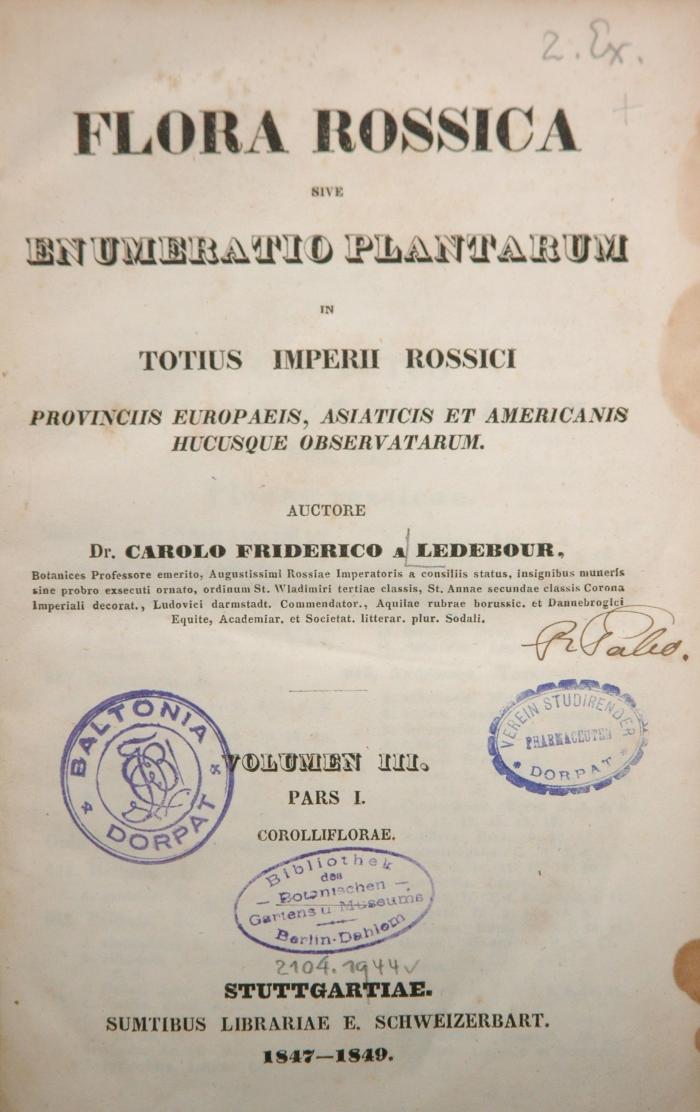 2. Ex.
FLORA ROSSICA
SIVE
ENUMERATIO PLANTARUM
IN
TOTIUS IMPERII ROSSICI
PROVINCIIS EUROPAEIS, ASIATICIS ET AMERICANIS
HUCUSQUE OBSERVATARUM.
AUCTORE
Dr. CAROLO FRIDERICO A LEDEBOUR,
Botanices Professore emerito, Augustissimi Rossiae Imperatoris a consiliis status, insignibus muneris
sine probro exsecuti ornato, ordinum St. Wladimiri tertiae classis, St. Annae secundae classis Corona
Imperiali decorat., Ludovici darmstadt. Commendator., Aquilae rubrae borussic. et Dannebrogici
Equite, Academiar. et Societat. litterar. plur. Sodali.
BALTONIA
DORPAT
VEREIN STUDIRENDER
PHARMACEUTEN
DORPAT
VOLUMEN III.
PARS I.
COROLLIFLORAE.
Bibliothek
des
Botanischen
Gartens u Museums
Berlin-Dahlem
2104.1944
STUTTGARTIAE.
SUMTIBUS LIBRARIAE E. SCHWEIZERBART.
1847—1849.